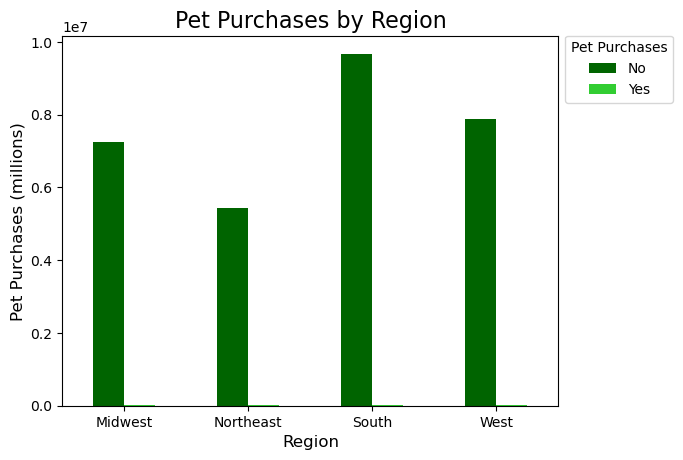 Pet Purchases by Region
1e7
1.0
0.8
0.6
0.4
0.2
0.0
Pet Purchases (millions)
Midwest Northeast South West
Region
Pet Purchases
No
Yes